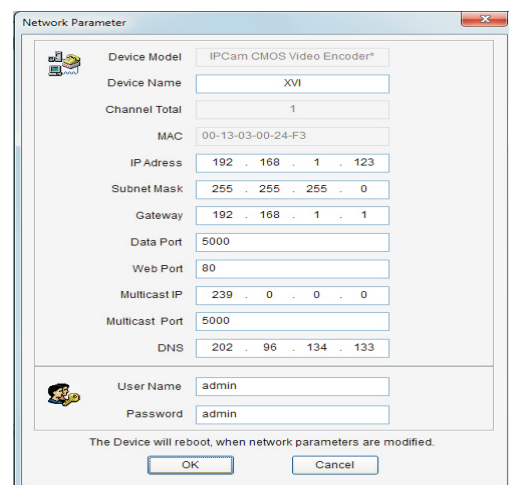 Network Parameter
Device Model IPCam CMOS Video Encoder*
Device Name XVI
Channel Total 1
MAC 00-13-03-00-24-F3
IP Adress 192 . 168 . 1 . 123
Subnet Mask 255 . 255 . 255 . 0
Gateway 192 . 168 . 1 . 1
Data Port 5000
Web Port 80
Multicast IP 239 . 0 . 0 . 0
Multicast Port 5000
DNS 202 . 96 . 134 . 133
User Name admin
Password admin
The Device will reboot, when network parameters are modified.
OK Cancel